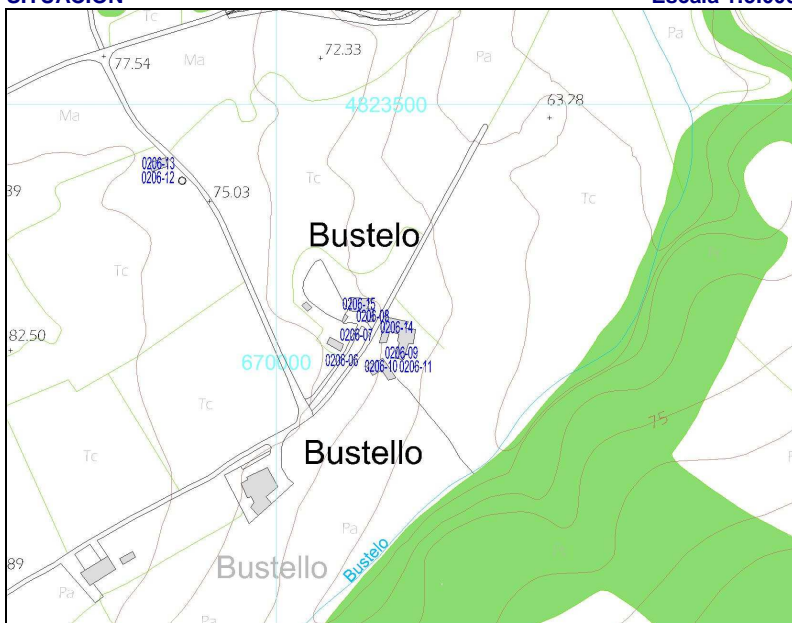 SITUACIÓN
Tc
Pa
77.54
Ma
72.33
Pa
4823500
63.78
Ma
0206-13
0206-12
Tc
75.03
Tc
Bustelo
Tc
0206-15
0206-08
0206-14
0206-07
82.50
0206-09
0206-06
0206-10 0206-11
670000
Tc
75
Bustello
Tc
Pa
Bustelo
Bustello
89
Pa
Pa